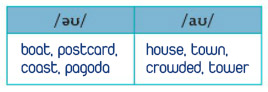 /əʊ/ /aʊ/
boat, postcard, house, town,
coast, pagoda crowded, tower